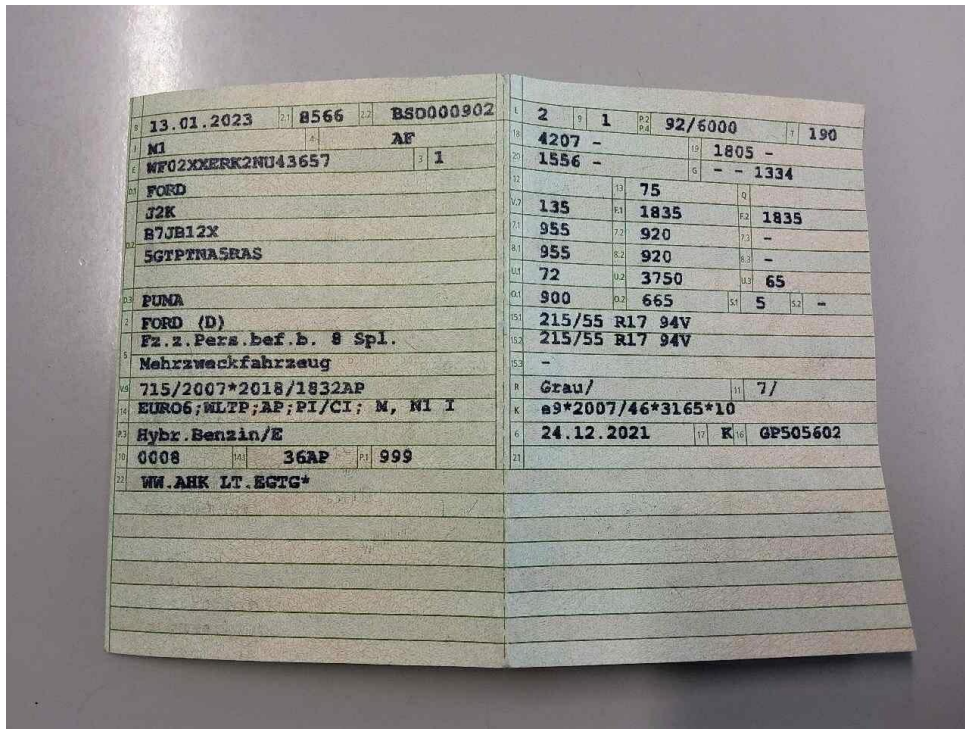 B 13.01.2023 2.1 8566 2.2 BSD000902
J M1 4 AF
E WF02XXERK2NU43657 3 1
D.1 FORD
J2K
D.2 B7JB12X
5GTPTNA5RAS
D.3 PUMA
2 FORD (D)
Fz.z.Pers.bef.b. 8 Spl.
5 Mehrzweckfahrzeug
V.9 715/2007*2018/1832AP
14 EURO6;WLTP;AP;PI/CI; M, N1 I
P.3 Hybr.Benzin/E
10 0008 14.1 36AP P.1 999
22 WW.AHK LT.EGTG*
L 2 9 1 P.2 P.4 92/6000 T 190
18 4207 - 19 1805 -
20 1556 - G - - 1334
12 13 75 Q
V.7 135 F.1 1835 F.2 1835
7.1 955 7.2 920 7.3 -
8.1 955 8.2 920 8.3 -
U.1 72 U.2 3750 U.3 65
O.1 900 O.2 665 S.1 5 S.2 -
15.1 215/55 R17 94V
15.2 215/55 R17 94V
15.3 -
R Grau/ 11 7/
K e9*2007/46*3165*10
6 24.12.2021 17 K 16 GP505602
21